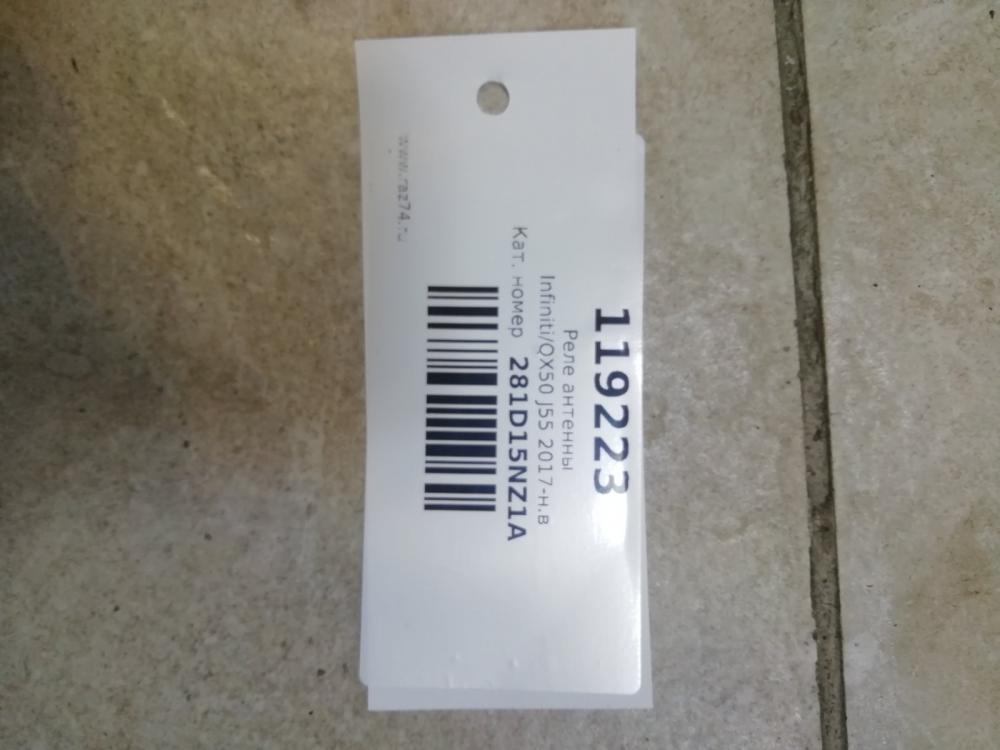 119223
Реле антенны
Infiniti/QX50 J55 2017-н.в
Кат. номер 281D15NZ1A
www.raz74.ru